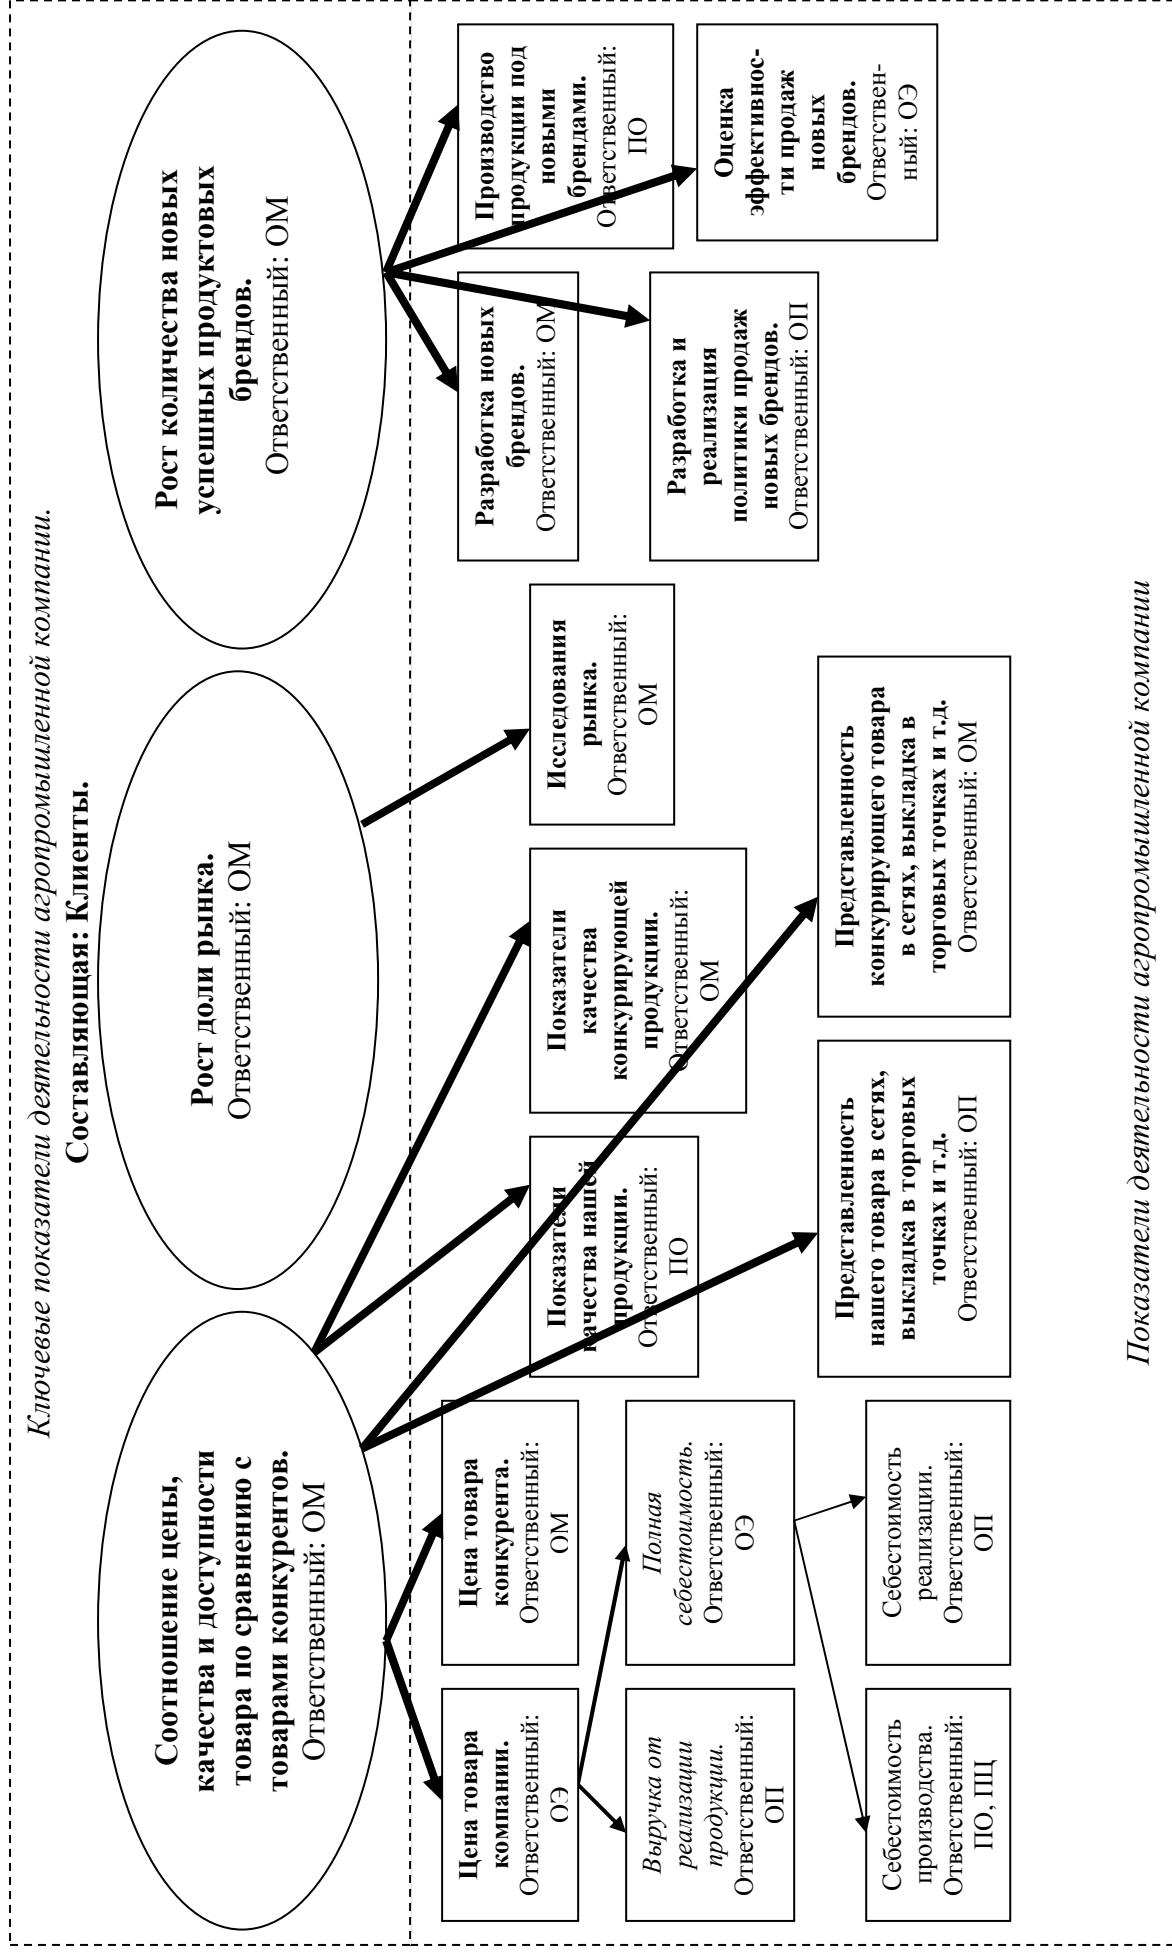 Ключевые показатели деятельности агропромышленной компании.
Составляющая: Клиенты.
Соотношение цены,
качества и доступности
товара по сравнению с
товарами конкурентов.
Ответственный: ОМ
Рост доли рынка.
Ответственный: ОМ
Рост количества новых
успешных продуктовых
брендов.
Ответственный: ОМ
Цена товара
компании.
Ответственный:
ОЭ
Цена товара
конкурента.
Ответственный:
ОМ
Показатели
качества нашей
продукции.
Ответственный:
ПО
Показатели
качества
конкурирующей
продукции.
Ответственный:
ОМ
Исследования
рынка.
Ответственный:
ОМ
Разработка новых
брендов.
Ответственный: ОМ
Производство
продукции под
новыми
брендами.
Ответственный:
ПО
Выручка от
реализации
продукции.
Ответственный:
ОП
Полная
себестоимость.
Ответственный:
ОЭ
Разработка и
реализация
политики продаж
новых брендов.
Ответственный: ОП
Оценка
эффективнос-
ти продаж
новых
брендов.
Ответствен-
ный: ОЭ
Себестоимость
производства.
Ответственный:
ПО, ПЦ
Себестоимость
реализации.
Ответственный:
ОП
Представленность
нашего товара в сетях,
выкладка в торговых
точках и т.д.
Ответственный: ОП
Представленность
конкурирующего товара
в сетях, выкладка в
торговых точках и т.д.
Ответственный: ОМ
Показатели деятельности агропромышленной компании